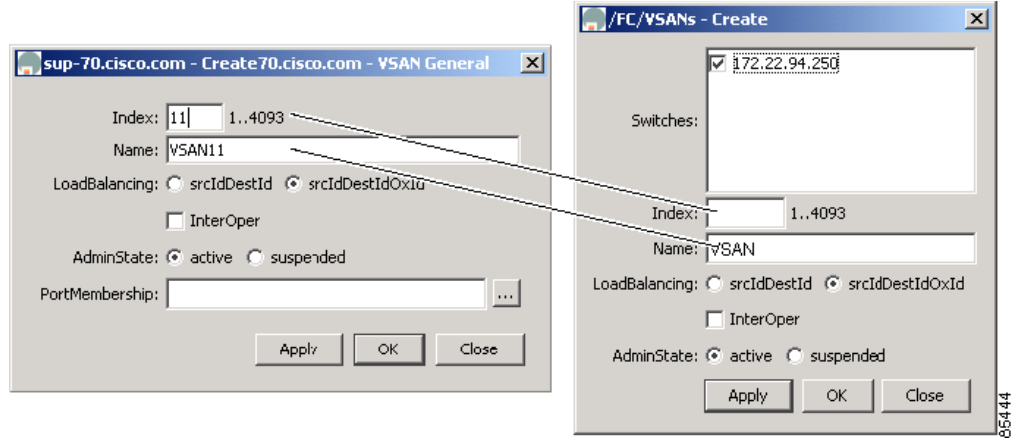 sup-70.cisco.com - Create70.cisco.com - VSAN General
Index: 11 1..4093
Name: VSAN11
LoadBalancing: srcIdDestId srcIdDestIdOxId
InterOper
AdminState: active suspended
PortMembership: ...
Apply OK Close
/FC/VSANs - Create
Switches: 172.22.94.250
Index: 1..4093
Name: VSAN
LoadBalancing: srcIdDestId srcIdDestIdOxId
InterOper
AdminState: active suspended
Apply OK Close
85444